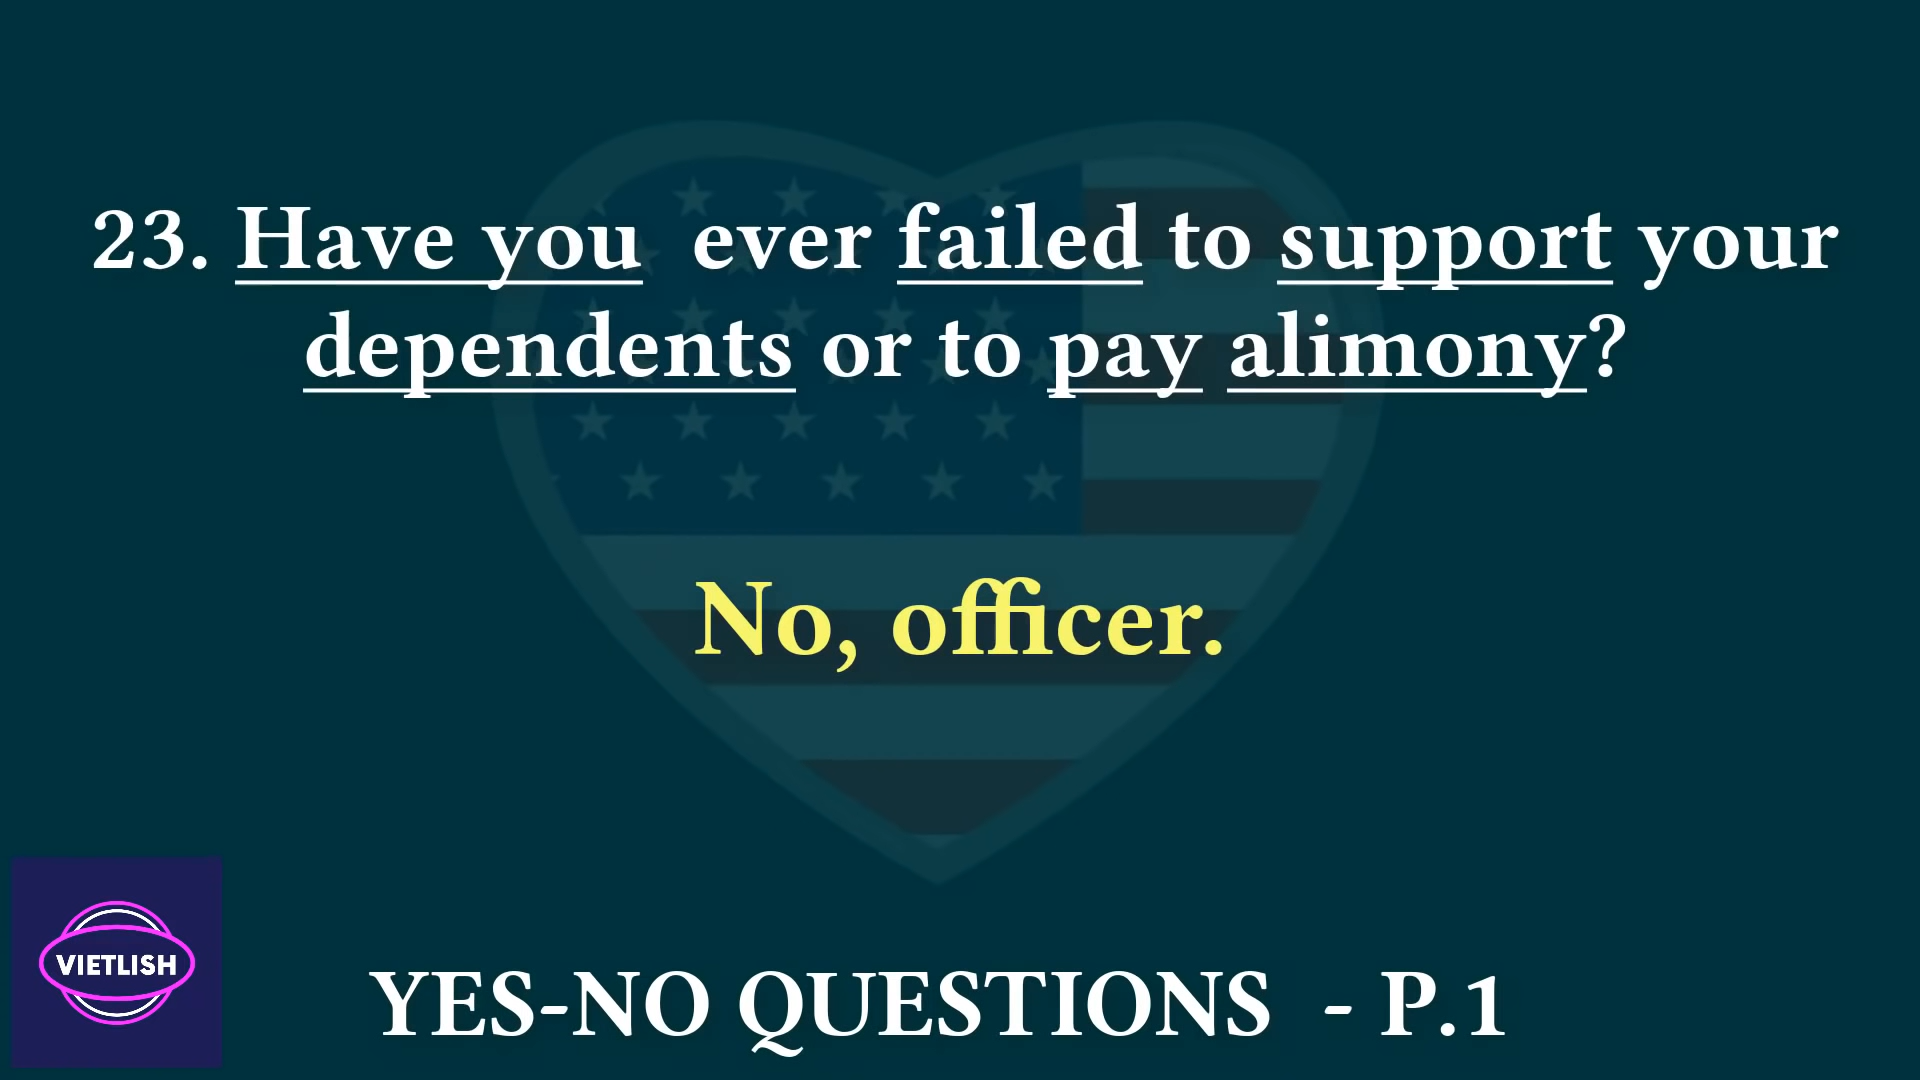 23. Have you  ever failed to support your
dependents or to pay alimony?
No, officer.
VIETLISH
YES-NO QUESTIONS  - P.1